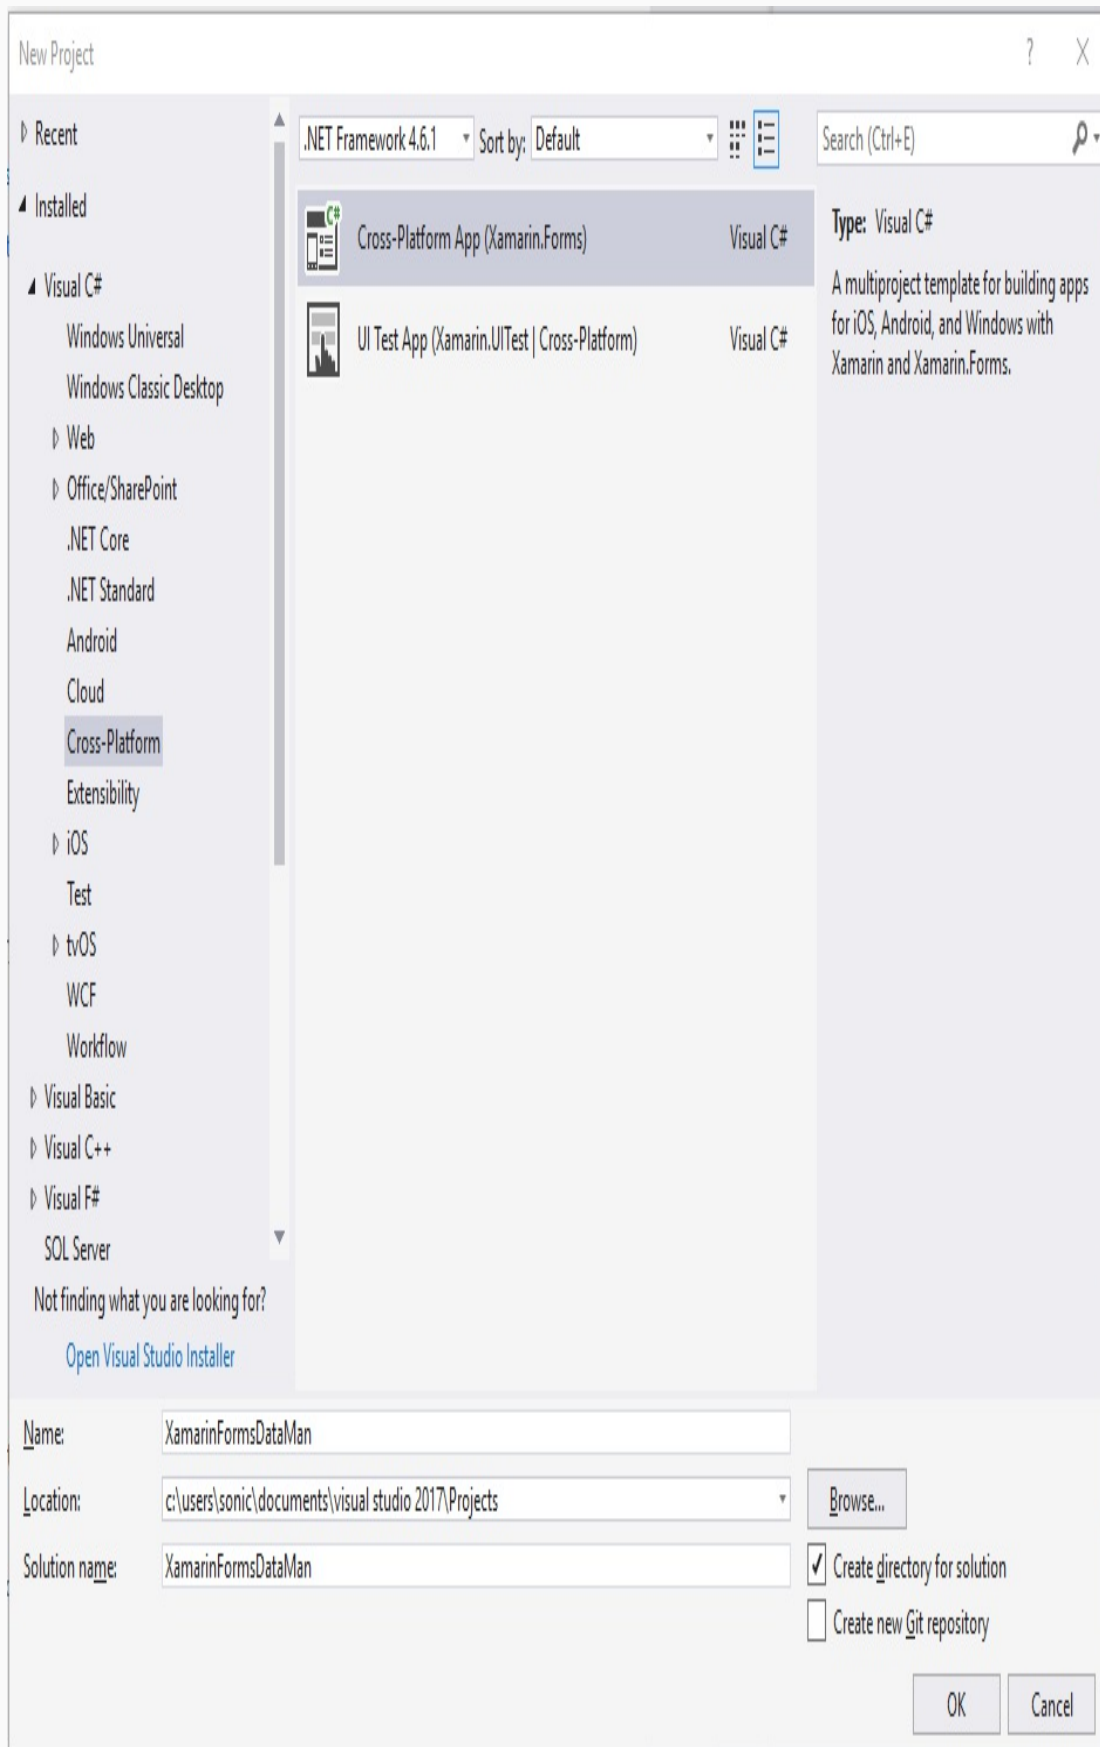 New Project
Recent
Installed
Visual C#
Windows Universal
Windows Classic Desktop
Web
Office/SharePoint
.NET Core
.NET Standard
Android
Cloud
Cross-Platform
Extensibility
iOS
Test
tvOS
WCF
Workflow
Visual Basic
Visual C++
Visual F#
SQL Server
Not finding what you are looking for?
Open Visual Studio Installer
.NET Framework 4.6.1 Sort by: Default
Cross-Platform App (Xamarin.Forms) Visual C#
UI Test App (Xamarin.UITest | Cross-Platform) Visual C#
Search (Ctrl+E)
Type: Visual C#
A multiproject template for building apps
for iOS, Android, and Windows with
Xamarin and Xamarin.Forms.
Name: XamarinFormsDataMan
Location: c:\users\sonic\documents\visual studio 2017\Projects Browse...
Solution name: XamarinFormsDataMan
Create directory for solution
Create new Git repository
OK Cancel